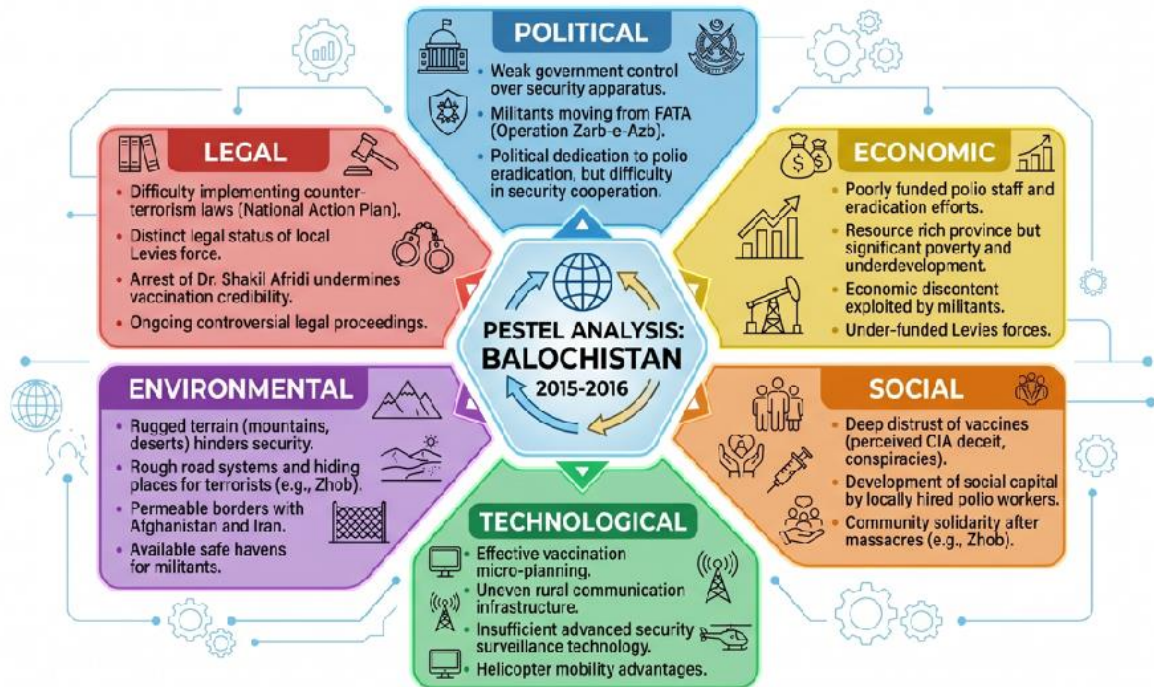 POLITICAL
• Weak government control
over security apparatus.
• Militants moving from FATA
(Operation Zarb-e-Azb).
• Political dedication to polio
eradication, but difficulty
in security cooperation.
LEGAL
• Difficulty implementing counter-
terrorism laws (National Action Plan).
• Distinct legal status of local
Levies force.
• Arrest of Dr. Shakil Afridi undermines
vaccination credibility.
• Ongoing controversial legal proceedings.
ECONOMIC
• Poorly funded polio staff and
eradication efforts.
• Resource rich province but
significant poverty and
underdevelopment.
• Economic discontent
exploited by militants.
• Under-funded Levies forces.
PESTEL ANALYSIS:
BALOCHISTAN
2015-2016
ENVIRONMENTAL
• Rugged terrain (mountains,
deserts) hinders security.
• Rough road systems and hiding
places for terrorists (e.g., Zhob).
• Permeable borders with
Afghanistan and Iran.
• Available safe havens
for militants.
SOCIAL
• Deep distrust of vaccines
(perceived CIA deceit,
conspiracies).
• Development of social capital
by locally hired polio workers.
• Community solidarity after
massacres (e.g., Zhob).
TECHNOLOGICAL
• Effective vaccination
micro-planning.
• Uneven rural communication
infrastructure.
• Insufficient advanced security
surveillance technology.
• Helicopter mobility advantages.